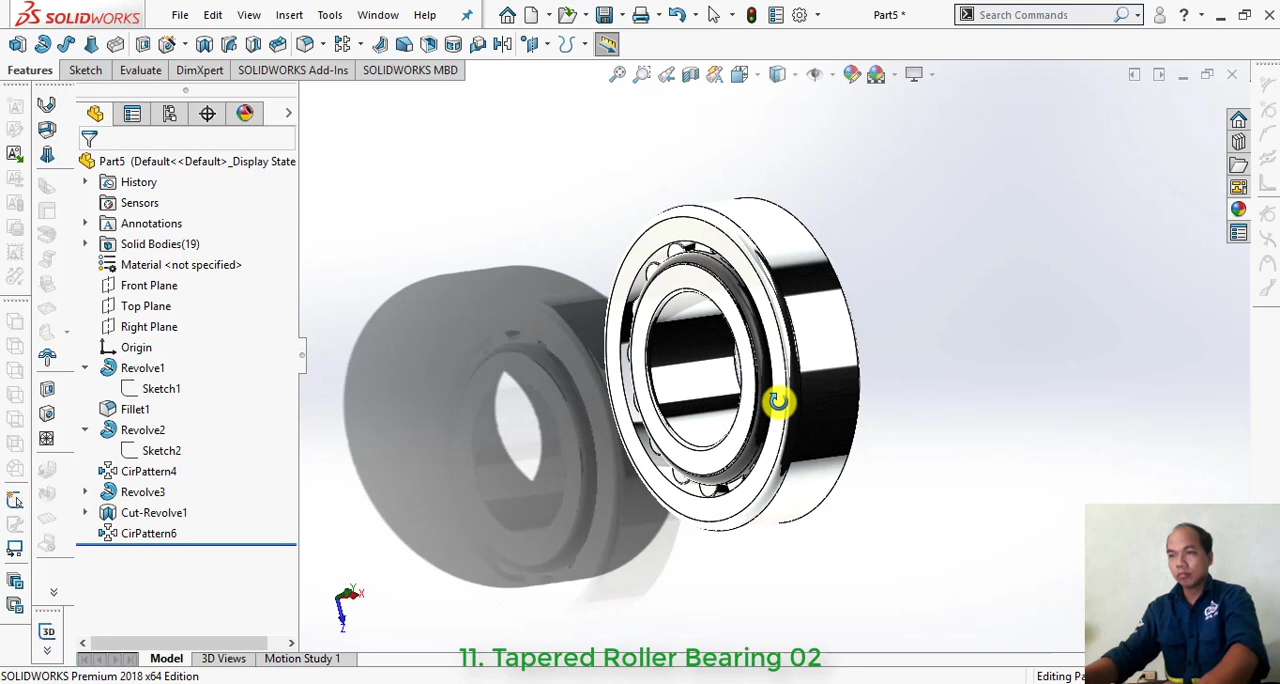 SOLIDWORKS
File
Edit
View
Insert
Tools
Window
Help
Part5 *
Search Commands
?
Features
Sketch
Evaluate
DimXpert
SOLIDWORKS Add-Ins
SOLIDWORKS MBD
Part5 (Default<<Default>_Display State
History
Sensors
Annotations
Solid Bodies(19)
Material <not specified>
Front Plane
Top Plane
Right Plane
Origin
Revolve1
Sketch1
Fillet1
Revolve2
Sketch2
CirPattern4
Revolve3
Cut-Revolve1
CirPattern6
Y
X
Z
3D
Model
3D Views
Motion Study 1
11. Tapered Roller Bearing 02
SOLIDWORKS Premium 2018 x64 Edition
Editing Pa